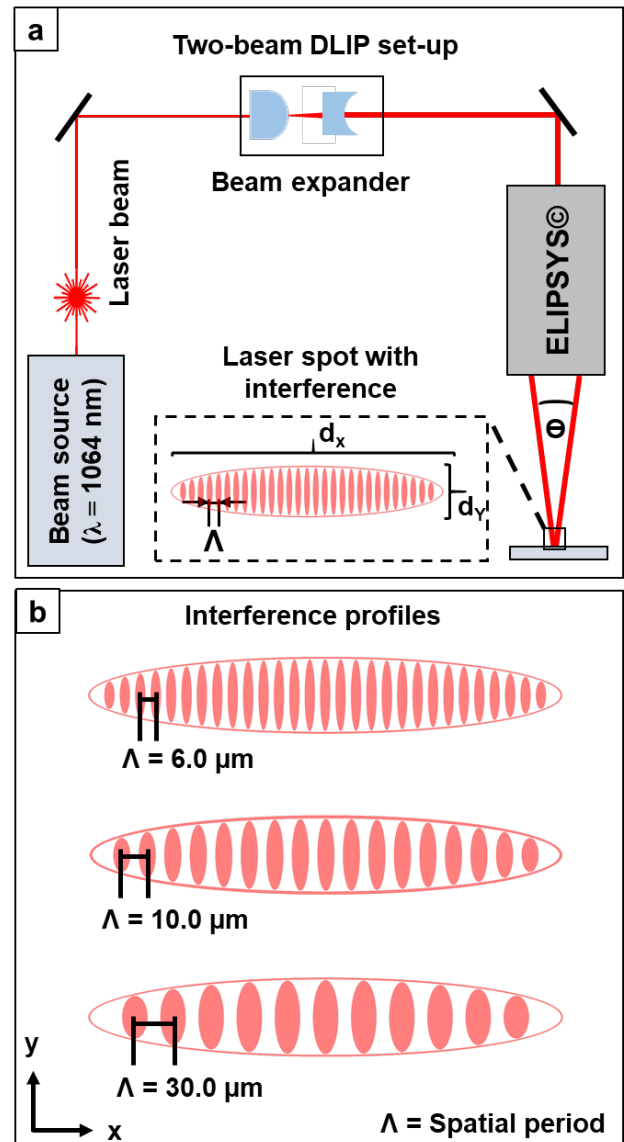 a
Two-beam DLIP set-up
Beam expander
Laser beam
ELIPSYS©
Beam source
(λ = 1064 nm)
Laser spot with
interference
dx
dY
Λ
Θ
b
Interference profiles
Λ = 6.0 µm
Λ = 10.0 µm
Λ = 30.0 µm
y
x
Λ = Spatial period